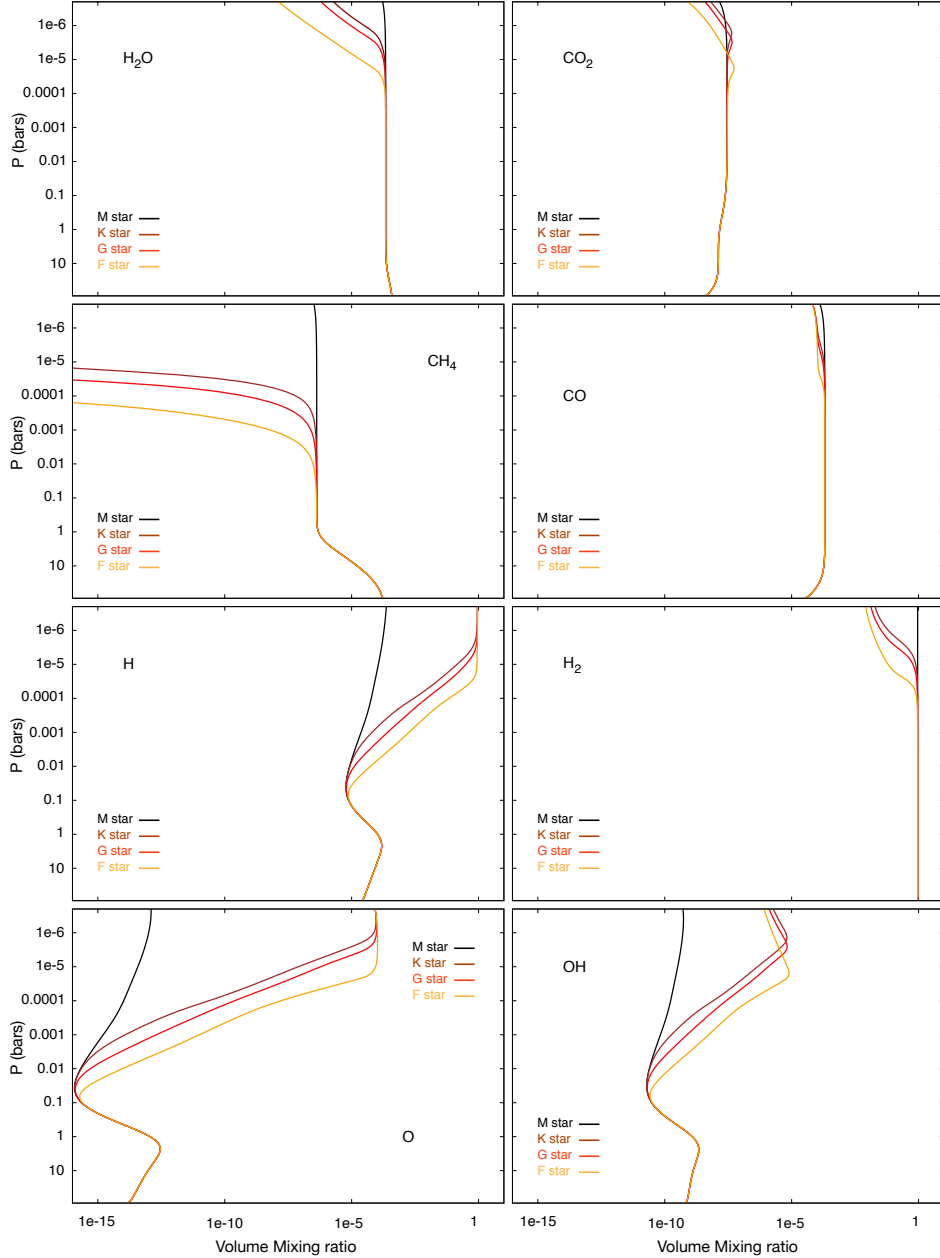 1e-6
1e-5
0.0001
0.001
0.01
0.1
1
10
P (bars)
H2O
M star
K star
G star
F star
CO2
M star
K star
G star
F star
1e-6
1e-5
0.0001
0.001
0.01
0.1
1
10
P (bars)
CH4
M star
K star
G star
F star
CO
M star
K star
G star
F star
1e-6
1e-5
0.0001
0.001
0.01
0.1
1
10
P (bars)
H
M star
K star
G star
F star
H2
M star
K star
G star
F star
1e-6
1e-5
0.0001
0.001
0.01
0.1
1
10
P (bars)
M star
K star
G star
F star
O
1e-15
1e-10
1e-5
1
Volume Mixing ratio
OH
M star
K star
G star
F star
1e-15
1e-10
1e-5
1
Volume Mixing ratio